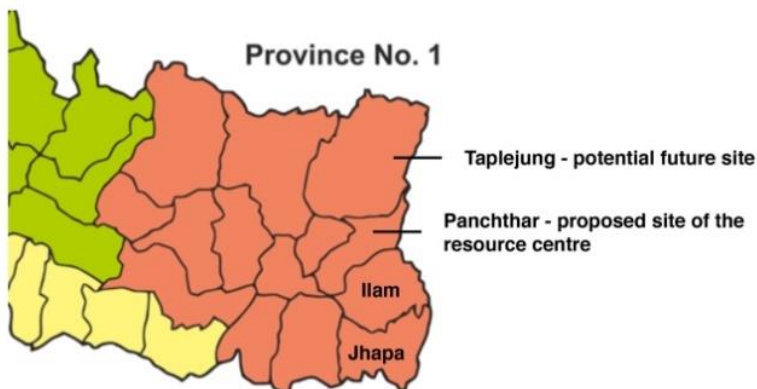 Province No. 1
Taplejung - potential future site
Panchthar - proposed site of the
resource centre
Ilam
Jhapa